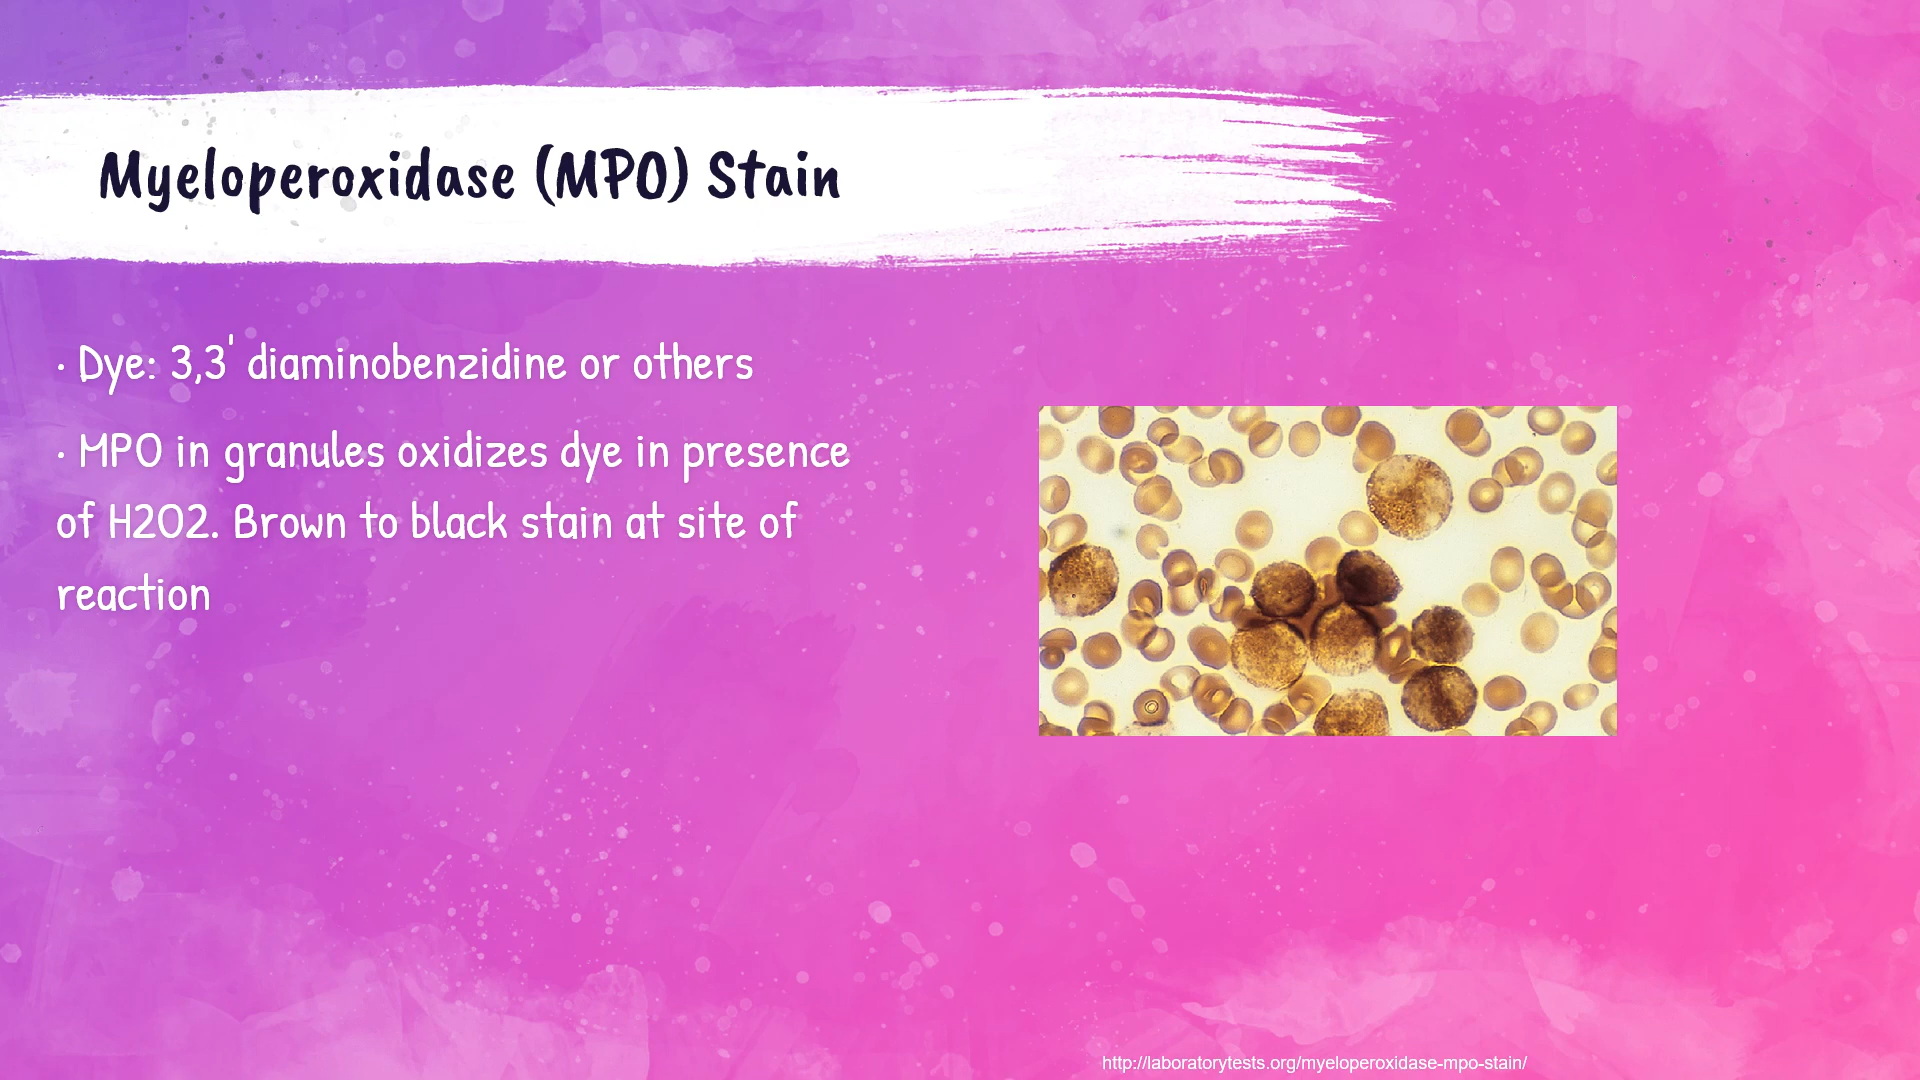 Myeloperoxidase (MPO) Stain
• Dye: 3,3' diaminobenzidine or others
• MPO in granules oxidizes dye in presence
of H2O2. Brown to black stain at site of
reaction
http://laboratorytests.org/myeloperoxidase-mpo-stain/